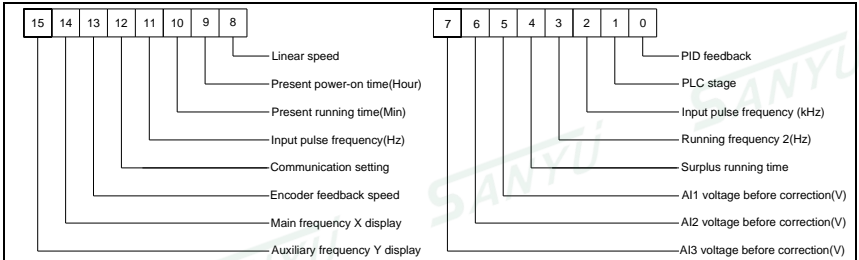 15 14 13 12 11 10 9 8
Linear speed
Present power-on time(Hour)
Present running time(Min)
Input pulse frequency(Hz)
Communication setting
Encoder feedback speed
Main frequency X display
Auxiliary frequency Y display
7 6 5 4 3 2 1 0
PID feedback
PLC stage
Input pulse frequency (kHz)
Running frequency 2(Hz)
Surplus running time
AI1 voltage before correction(V)
AI2 voltage before correction(V)
AI3 voltage before correction(V)
SANYU
SANYU